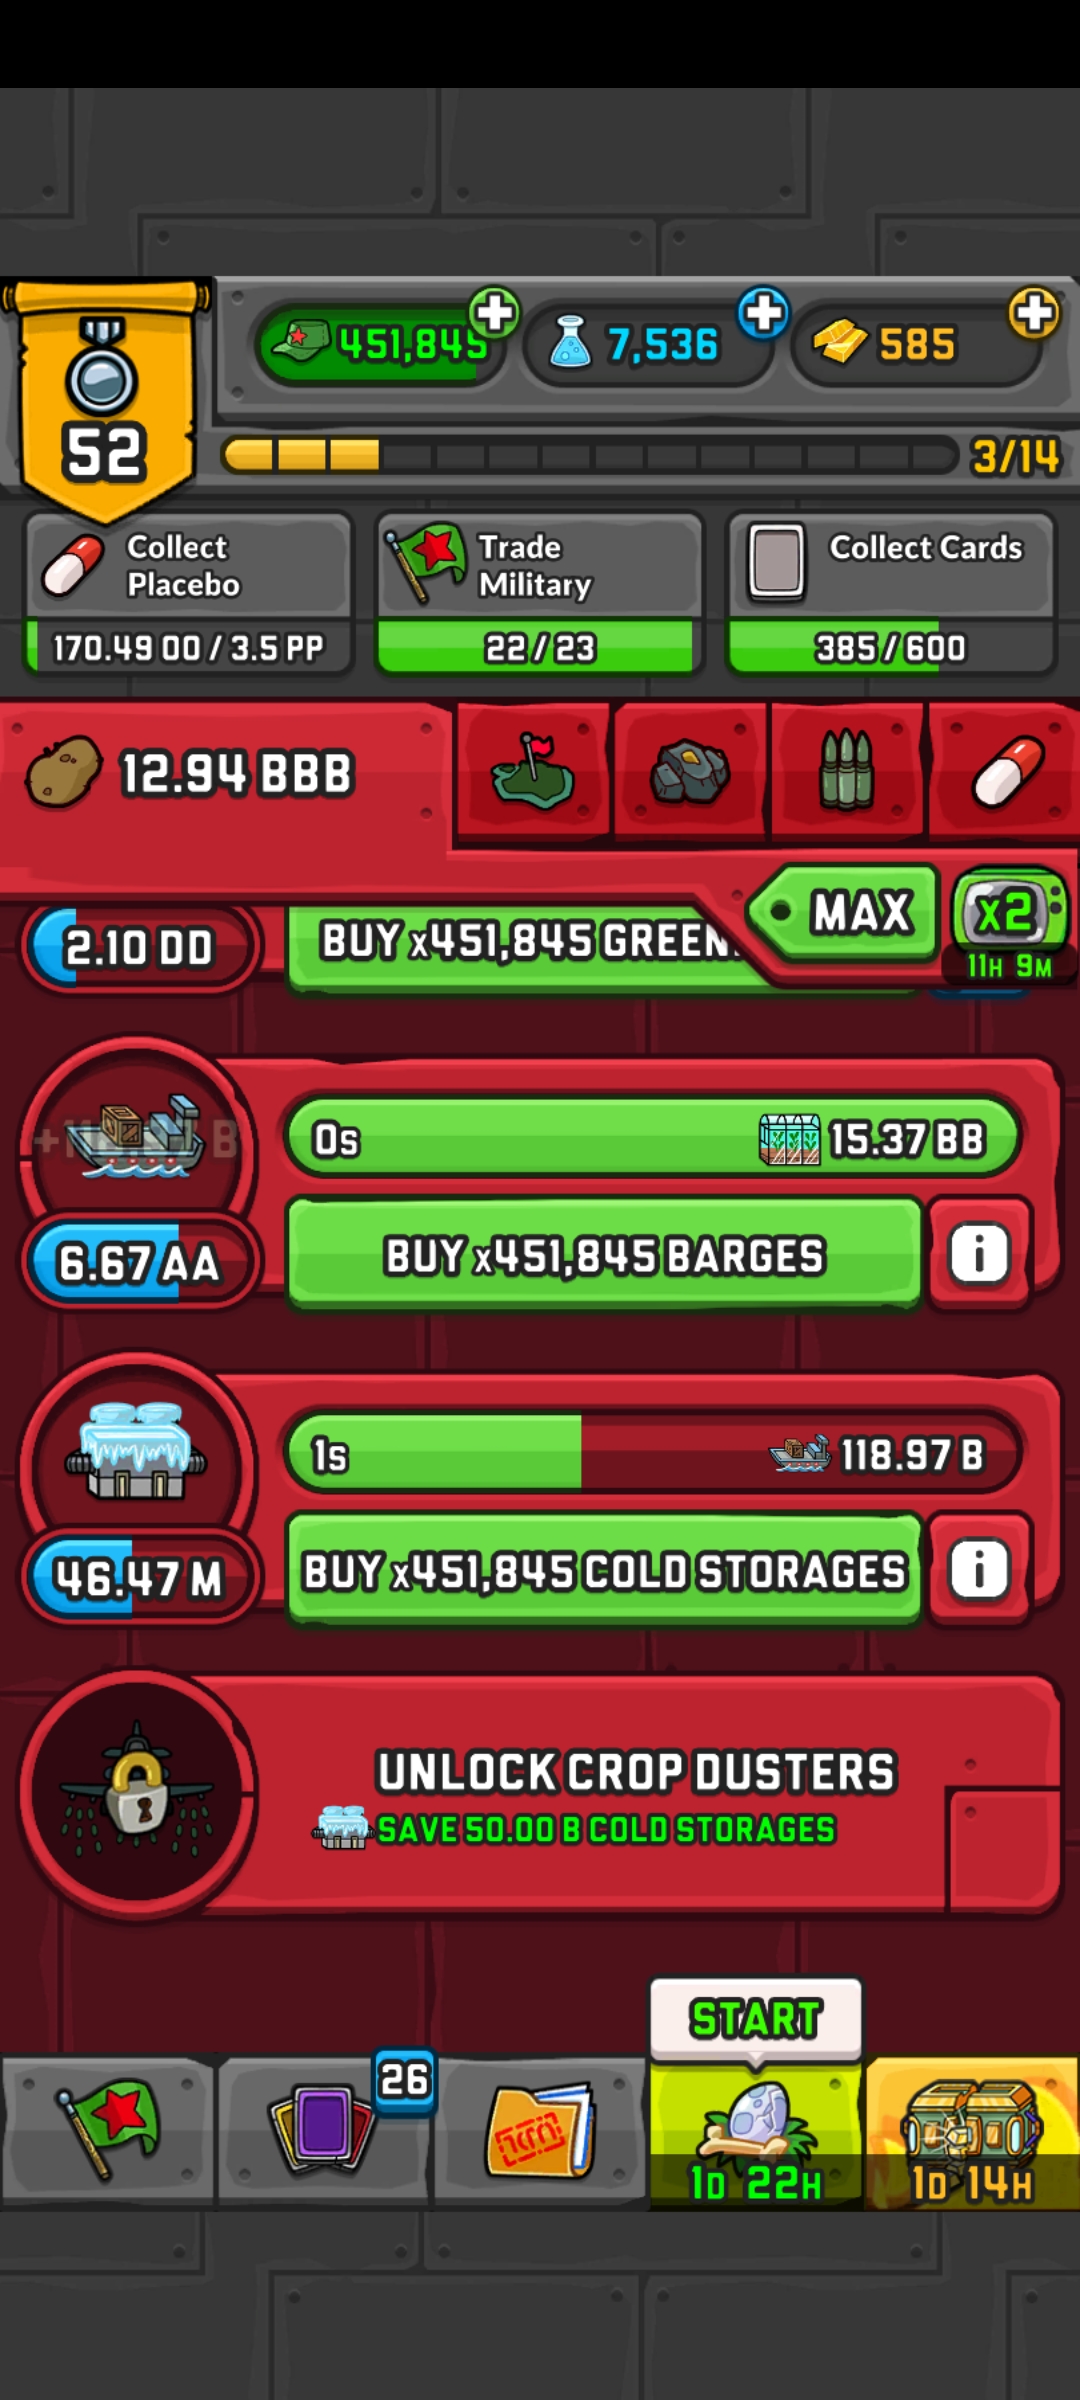 451,845
7,536
585
52
3/14
Collect
Placebo
170.49 OO / 3.5 PP
Trade
Military
22 / 23
Collect Cards
385 / 600
12.94 BBB
MAX
x2
11H 9M
2.10 DD
BUY x451,845 GREEN
0s
15.37 BB
6.67 AA
BUY x451,845 BARGES
i
1s
118.97 B
46.47 M
BUY x451,845 COLD STORAGES
i
UNLOCK CROP DUSTERS
SAVE 50.00 B COLD STORAGES
START
26
1D 22H
1D 14H